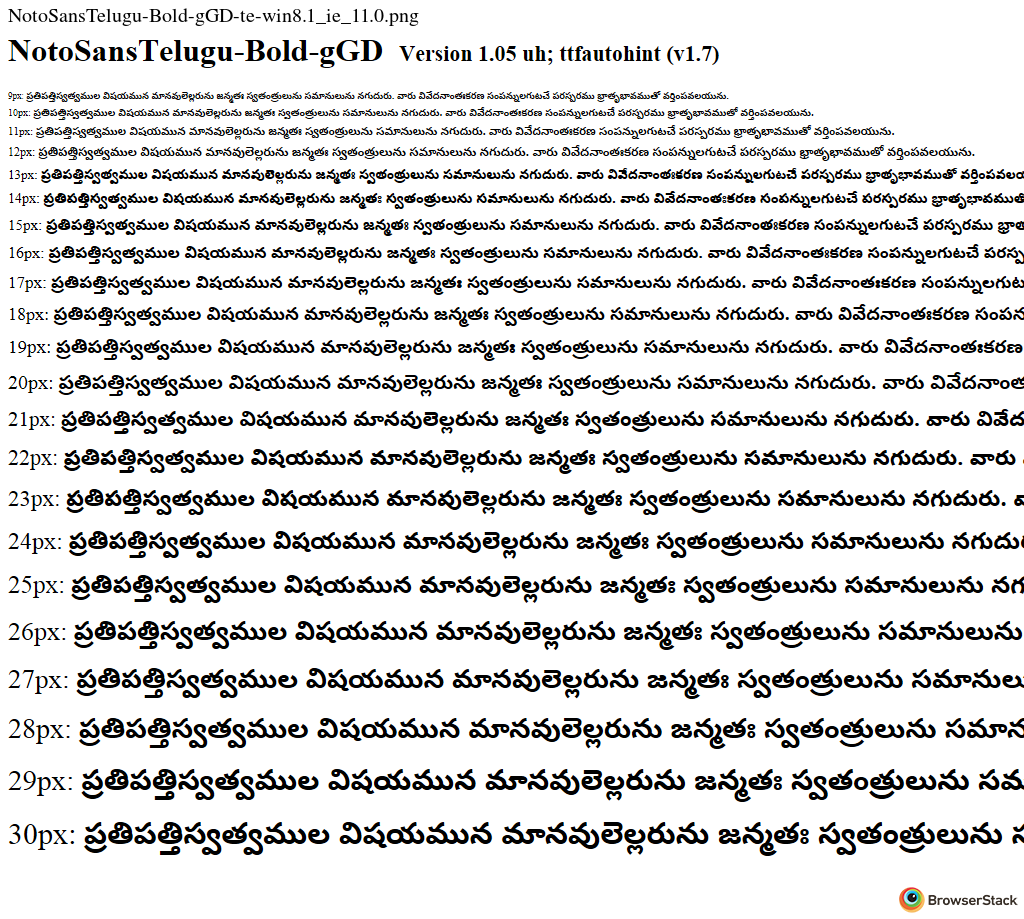 NotoSansTelugu-Bold-gGD-te-win8.1_ie_11.0.png
NotoSansTelugu-Bold-gGD Version 1.05 uh; ttfautohint (v1.7)
9px: ప్రతిపత్తిస్వత్వముల విషయమున మానవులెల్లరును జన్మతః స్వతంత్రులును సమానులును నగుదురు. వారు వివేదనాంతఃకరణ సంపన్నులగుటచే పరస్పరము భ్రాతృభావముతో వర్తింపవలయును.
10px: ప్రతిపత్తిస్వత్వముల విషయమున మానవులెల్లరును జన్మతః స్వతంత్రులును సమానులును నగుదురు. వారు వివేదనాంతఃకరణ సంపన్నులగుటచే పరస్పరము భ్రాతృభావముతో వర్తింపవలయును.
11px: ప్రతిపత్తిస్వత్వముల విషయమున మానవులెల్లరును జన్మతః స్వతంత్రులును సమానులును నగుదురు. వారు వివేదనాంతఃకరణ సంపన్నులగుటచే పరస్పరము భ్రాతృభావముతో వర్తింపవలయును.
12px: ప్రతిపత్తిస్వత్వముల విషయమున మానవులెల్లరును జన్మతః స్వతంత్రులును సమానులును నగుదురు. వారు వివేదనాంతఃకరణ సంపన్నులగుటచే పరస్పరము భ్రాతృభావముతో వర్తింపవలయును.
13px: ప్రతిపత్తిస్వత్వముల విషయమున మానవులెల్లరును జన్మతః స్వతంత్రులును సమానులును నగుదురు. వారు వివేదనాంతఃకరణ సంపన్నులగుటచే పరస్పరము భ్రాతృభావముతో వర్తింపవలయ
14px: ప్రతిపత్తిస్వత్వముల విషయమున మానవులెల్లరును జన్మతః స్వతంత్రులును సమానులును నగుదురు. వారు వివేదనాంతఃకరణ సంపన్నులగుటచే పరస్పరము భ్రాతృభావముత
15px: ప్రతిపత్తిస్వత్వముల విషయమున మానవులెల్లరును జన్మతః స్వతంత్రులును సమానులును నగుదురు. వారు వివేదనాంతఃకరణ సంపన్నులగుటచే పరస్పరము భ్రాత
16px: ప్రతిపత్తిస్వత్వముల విషయమున మానవులెల్లరును జన్మతః స్వతంత్రులును సమానులును నగుదురు. వారు వివేదనాంతఃకరణ సంపన్నులగుటచే పరస్ప
17px: ప్రతిపత్తిస్వత్వముల విషయమున మానవులెల్లరును జన్మతః స్వతంత్రులును సమానులును నగుదురు. వారు వివేదనాంతఃకరణ సంపన్నులగుట
18px: ప్రతిపత్తిస్వత్వముల విషయమున మానవులెల్లరును జన్మతః స్వతంత్రులును సమానులును నగుదురు. వారు వివేదనాంతఃకరణ సంపన
19px: ప్రతిపత్తిస్వత్వముల విషయమున మానవులెల్లరును జన్మతః స్వతంత్రులును సమానులును నగుదురు. వారు వివేదనాంతఃకరణ
20px: ప్రతిపత్తిస్వత్వముల విషయమున మానవులెల్లరును జన్మతః స్వతంత్రులును సమానులును నగుదురు. వారు వివేదనాంత
21px: ప్రతిపత్తిస్వత్వముల విషయమున మానవులెల్లరును జన్మతః స్వతంత్రులును సమానులును నగుదురు. వారు వివేద
22px: ప్రతిపత్తిస్వత్వముల విషయమున మానవులెల్లరును జన్మతః స్వతంత్రులును సమానులును నగుదురు. వారు
23px: ప్రతిపత్తిస్వత్వముల విషయమున మానవులెల్లరును జన్మతః స్వతంత్రులును సమానులును నగుదురు.
24px: ప్రతిపత్తిస్వత్వముల విషయమున మానవులెల్లరును జన్మతః స్వతంత్రులును సమానులును నగుదు
25px: ప్రతిపత్తిస్వత్వముల విషయమున మానవులెల్లరును జన్మతః స్వతంత్రులును సమానులును నగ
26px: ప్రతిపత్తిస్వత్వముల విషయమున మానవులెల్లరును జన్మతః స్వతంత్రులును సమానులును
27px: ప్రతిపత్తిస్వత్వముల విషయమున మానవులెల్లరును జన్మతః స్వతంత్రులును సమానులు
28px: ప్రతిపత్తిస్వత్వముల విషయమున మానవులెల్లరును జన్మతః స్వతంత్రులును సమాన
29px: ప్రతిపత్తిస్వత్వముల విషయమున మానవులెల్లరును జన్మతః స్వతంత్రులును సమ
30px: ప్రతిపత్తిస్వత్వముల విషయమున మానవులెల్లరును జన్మతః స్వతంత్రులును
BrowserStack